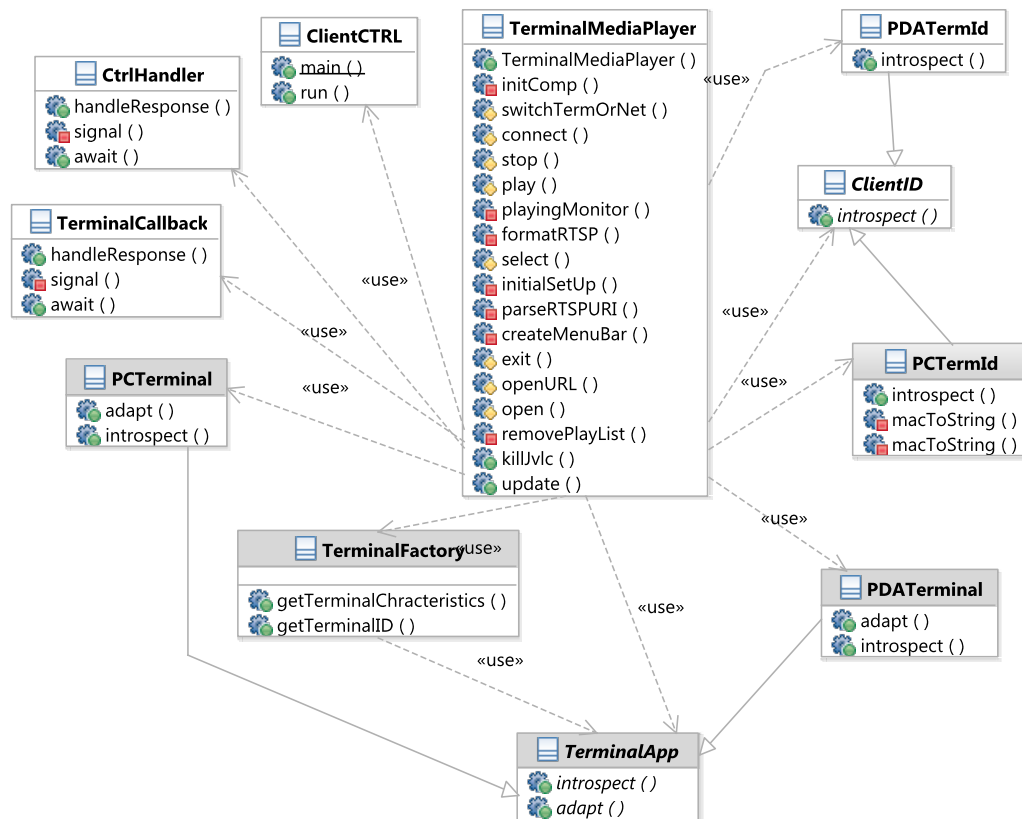 ClientCTRL
main ( )
run ( )
CtrlHandler
handleResponse ( )
signal ( )
await ( )
TerminalCallback
handleResponse ( )
signal ( )
await ( )
PCTerminal
adapt ( )
introspect ( )
TerminalMediaPlayer
TerminalMediaPlayer ( )
initComp ( )
switchTermOrNet ( )
connect ( )
stop ( )
play ( )
playingMonitor ( )
formatRTSP ( )
select ( )
initialSetUp ( )
parseRTSPURI ( )
createMenuBar ( )
exit ( )
openURL ( )
open ( )
removePlayList ( )
killJvlc ( )
update ( )
PDATermId
introspect ( )
ClientID
introspect ( )
PCTermId
introspect ( )
macToString ( )
macToString ( )
PDATerminal
adapt ( )
introspect ( )
TerminalFactory
getTerminalChracteristics ( )
getTerminalID ( )
TerminalApp
introspect ( )
adapt ( )
«use»
«use»
«use»
«use»
«use»
«use»
«use»
«use»
«use»
«use»